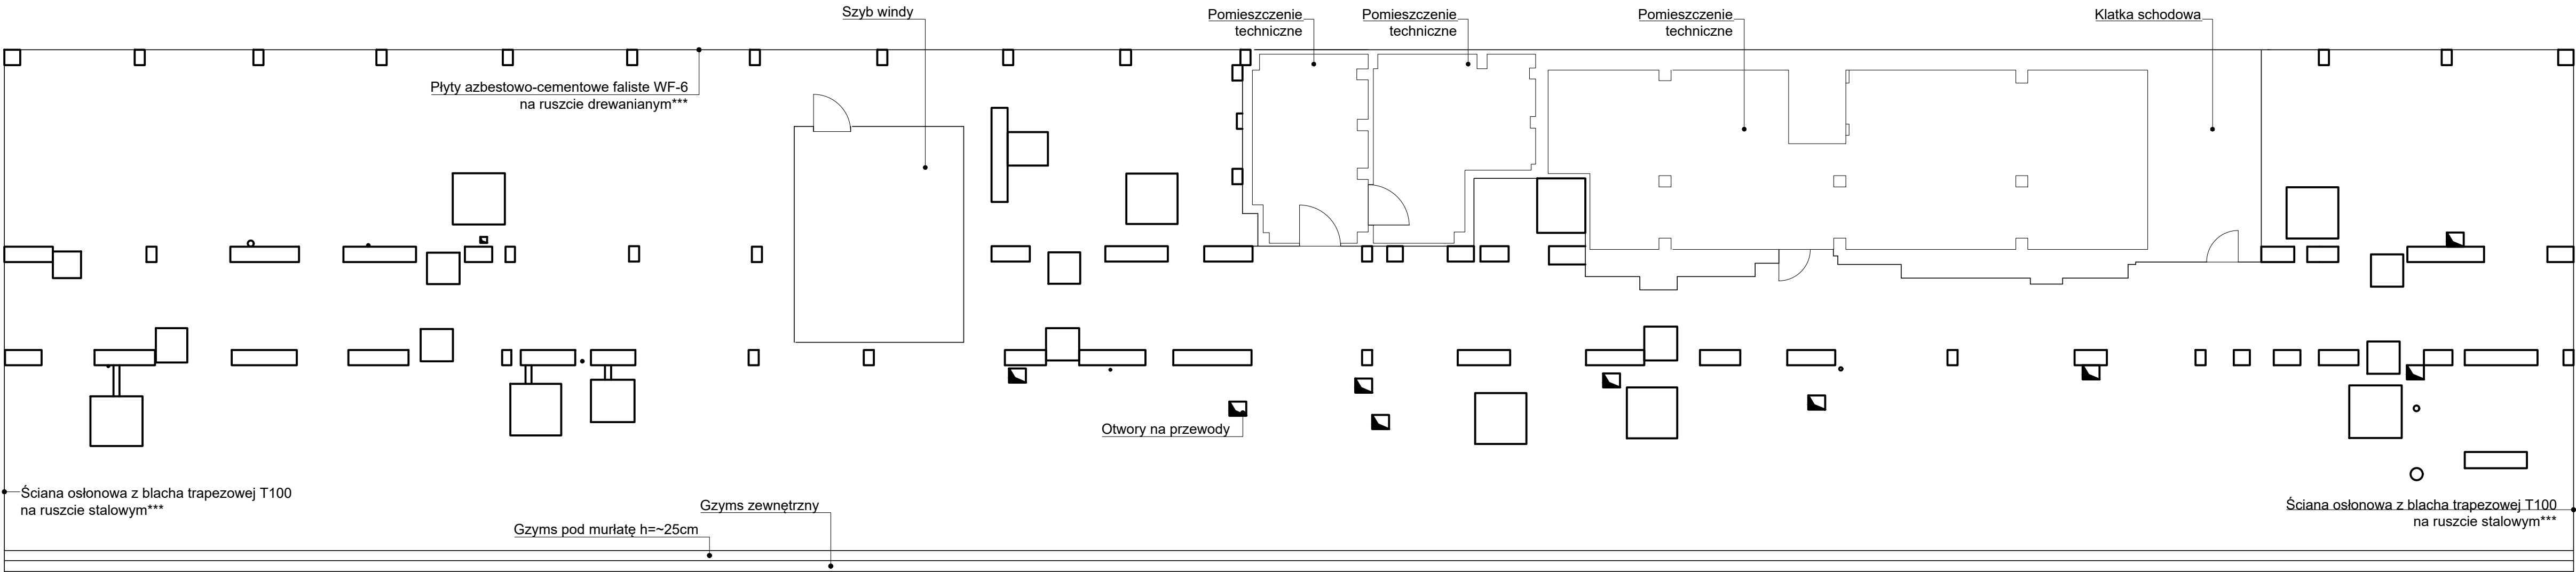 Szyb windy
Pomieszczenie
techniczne
Pomieszczenie
techniczne
Pomieszczenie
techniczne
Klatka schodowa
Płyty azbestowo-cementowe faliste WF-6
na ruszcie drewanianym***
Otwory na przewody
Ściana osłonowa z blacha trapezowej T100
na ruszcie stalowym***
Gzyms zewnętrzny
Gzyms pod murłatę h=~25cm
Ściana osłonowa z blacha trapezowej T100
na ruszcie stalowym***